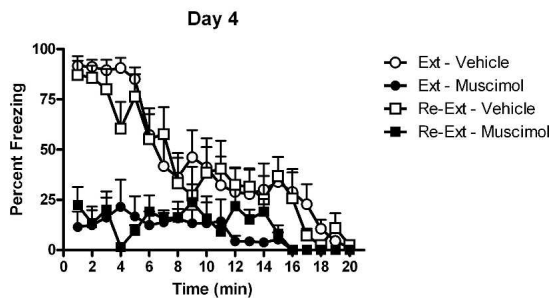 Day 4
100
75
50
25
0
Percent Freezing
0 2 4 6 8 10 12 14 16 18 20
Time (min)
Ext - Vehicle
Ext - Muscimol
Re-Ext - Vehicle
Re-Ext - Muscimol